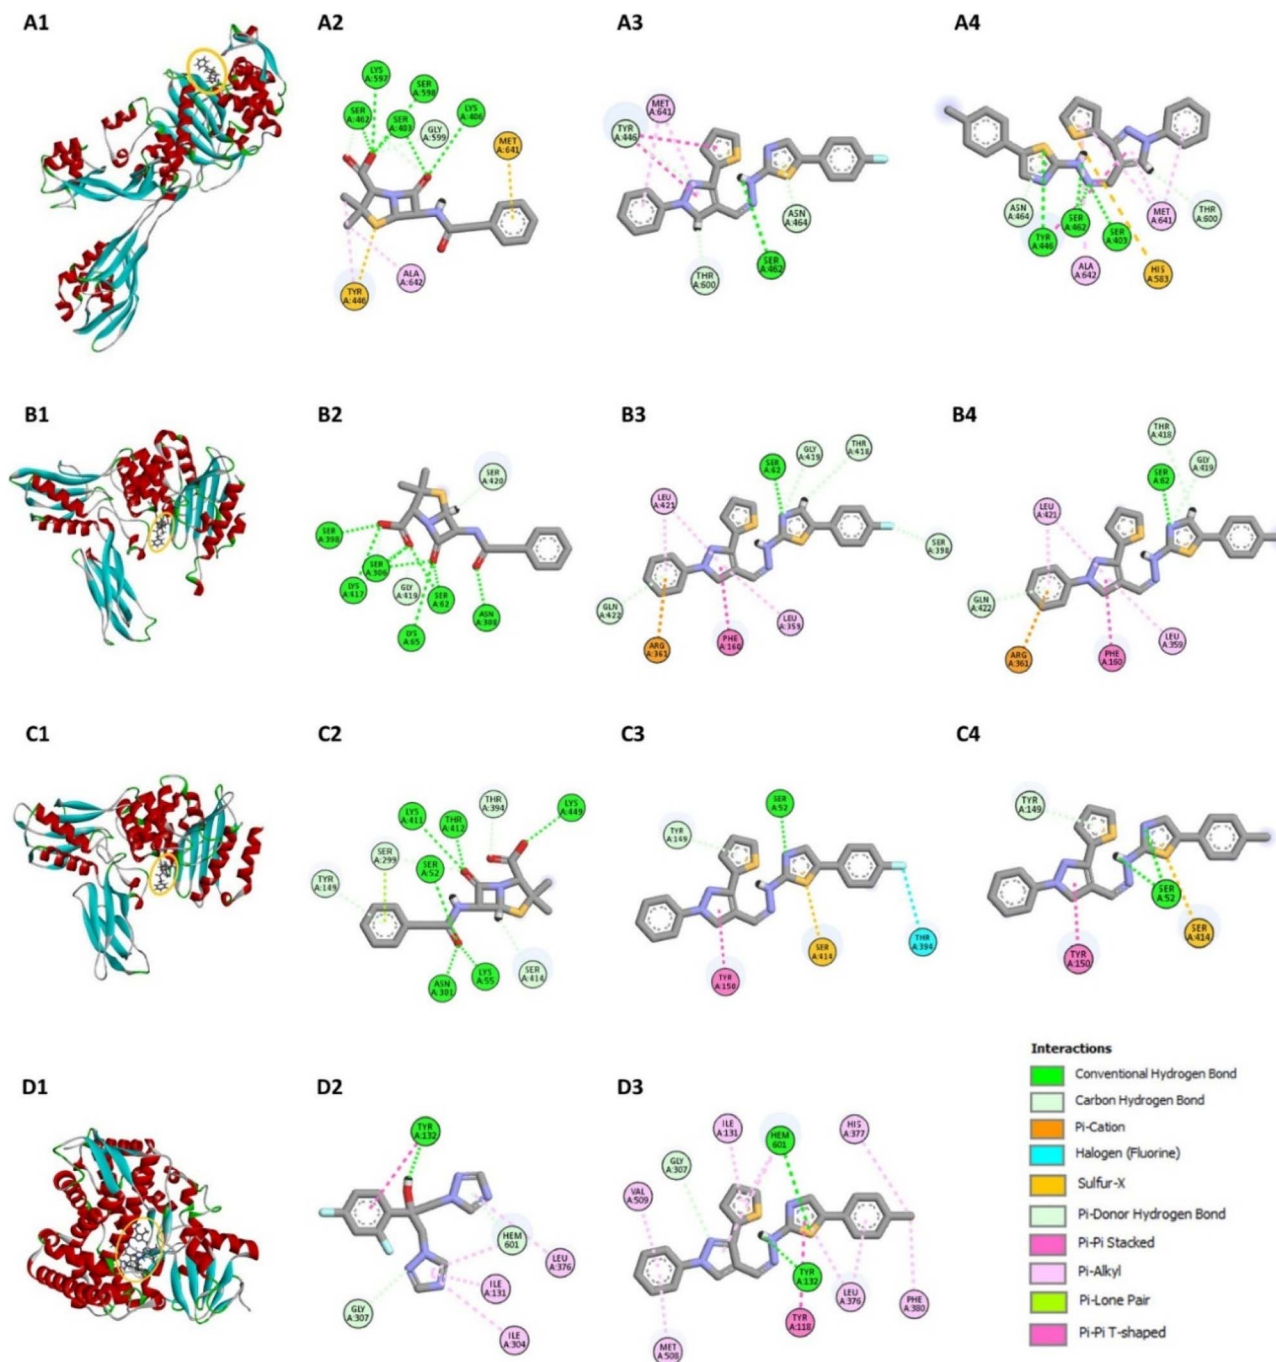 A1
A2
A3
A4
LYS
A:597
SER
A:598
SER
A:462
SER
A:403
GLY
A:599
LYS
A:406
MET
A:641
TYR
A:446
ALA
A:642
MET
A:641
TYR
A:446
ASN
A:464
SER
A:462
THR
A:600
ASN
A:464
TYR
A:446
SER
A:462
SER
A:403
ALA
A:642
MET
A:641
THR
A:600
HIS
A:583
B1
B2
B3
B4
SER
A:420
SER
A:398
SER
A:306
LYS
A:417
GLY
A:419
SER
A:62
LYS
A:65
ASN
A:308
SER
A:62
GLY
A:419
THR
A:418
LEU
A:421
SER
A:398
GLN
A:422
ARG
A:361
PHE
A:160
LEU
A:359
THR
A:418
SER
A:62
GLY
A:419
LEU
A:421
GLN
A:422
ARG
A:361
PHE
A:160
LEU
A:359
C1
C2
C3
C4
LYS
A:411
THR
A:412
THR
A:394
LYS
A:449
SER
A:299
SER
A:52
TYR
A:149
ASN
A:301
LYS
A:55
SER
A:414
SER
A:52
TYR
A:149
TYR
A:150
SER
A:414
THR
A:394
TYR
A:149
SER
A:52
TYR
A:150
SER
A:414
D1
D2
D3
TYR
A:132
HEM
601
LEU
A:376
ILE
A:131
GLY
A:307
ILE
A:304
ILE
A:131
HEM
601
HIS
A:377
GLY
A:307
VAL
A:509
TYR
A:132
TYR
A:118
LEU
A:376
PHE
A:380
MET
A:508
Interactions
Conventional Hydrogen Bond
Carbon Hydrogen Bond
Pi-Cation
Halogen (Fluorine)
Sulfur-X
Pi-Donor Hydrogen Bond
Pi-Pi Stacked
Pi-Alkyl
Pi-Lone Pair
Pi-Pi T-shaped